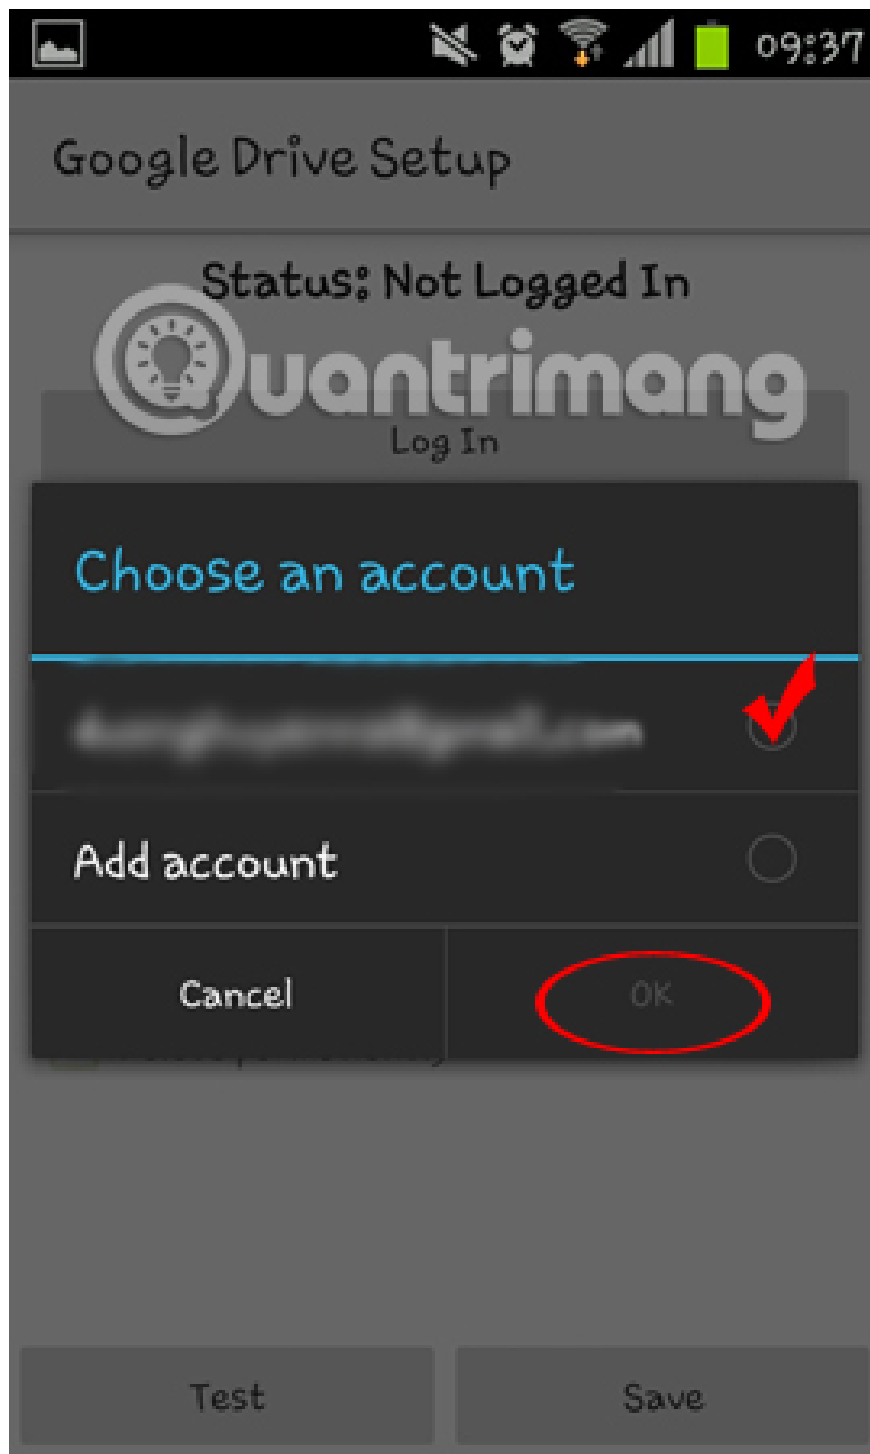 09:37
Google Drive Setup
Status: Not Logged In
Quantrimang
Log In
Choose an account
Add account
Cancel
OK
Test
Save